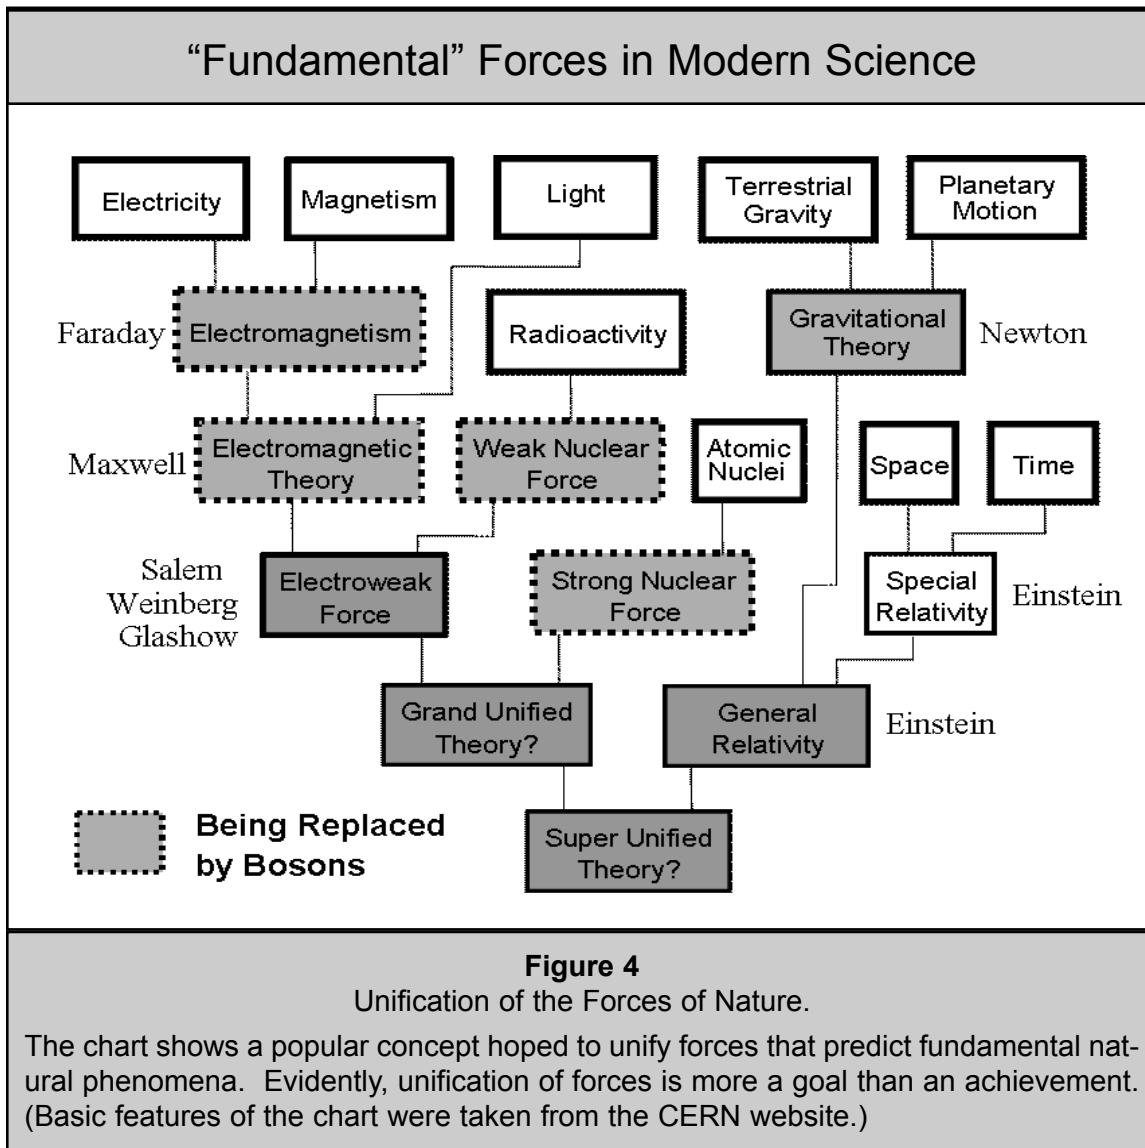 “Fundamental” Forces in Modern Science
Electricity
Magnetism
Light
Terrestrial
Gravity
Planetary
Motion
Faraday
Electromagnetism
Radioactivity
Gravitational
Theory
Newton
Maxwell
Electromagnetic
Theory
Weak Nuclear
Force
Atomic
Nuclei
Space
Time
Salem
Weinberg
Glashow
Electroweak
Force
Strong Nuclear
Force
Special
Relativity
Einstein
Grand Unified
Theory?
General
Relativity
Einstein
Being Replaced
by Bosons
Super Unified
Theory?
Figure 4
Unification of the Forces of Nature.
The chart shows a popular concept hoped to unify forces that predict fundamental nat-
ural phenomena.  Evidently, unification of forces is more a goal than an achievement.
(Basic features of the chart were taken from the CERN website.)